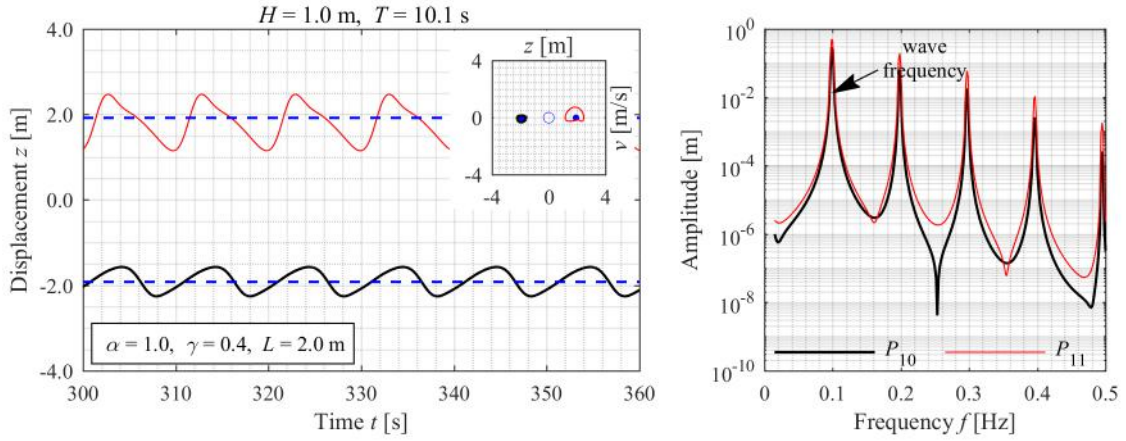 H = 1.0 m, T = 10.1 s
4.0
2.0
0.0
-2.0
-4.0
Displacement z [m]
300
310
320
330
340
350
360
Time t [s]
α = 1.0, γ = 0.4, L = 2.0 m
z [m]
4
0
-4
-4
0
4
v [m/s]
10^0
10^-2
10^-4
10^-6
10^-8
10^-10
Amplitude [m]
wave
frequency
P_10
P_11
0
0.1
0.2
0.3
0.4
0.5
Frequency f [Hz]